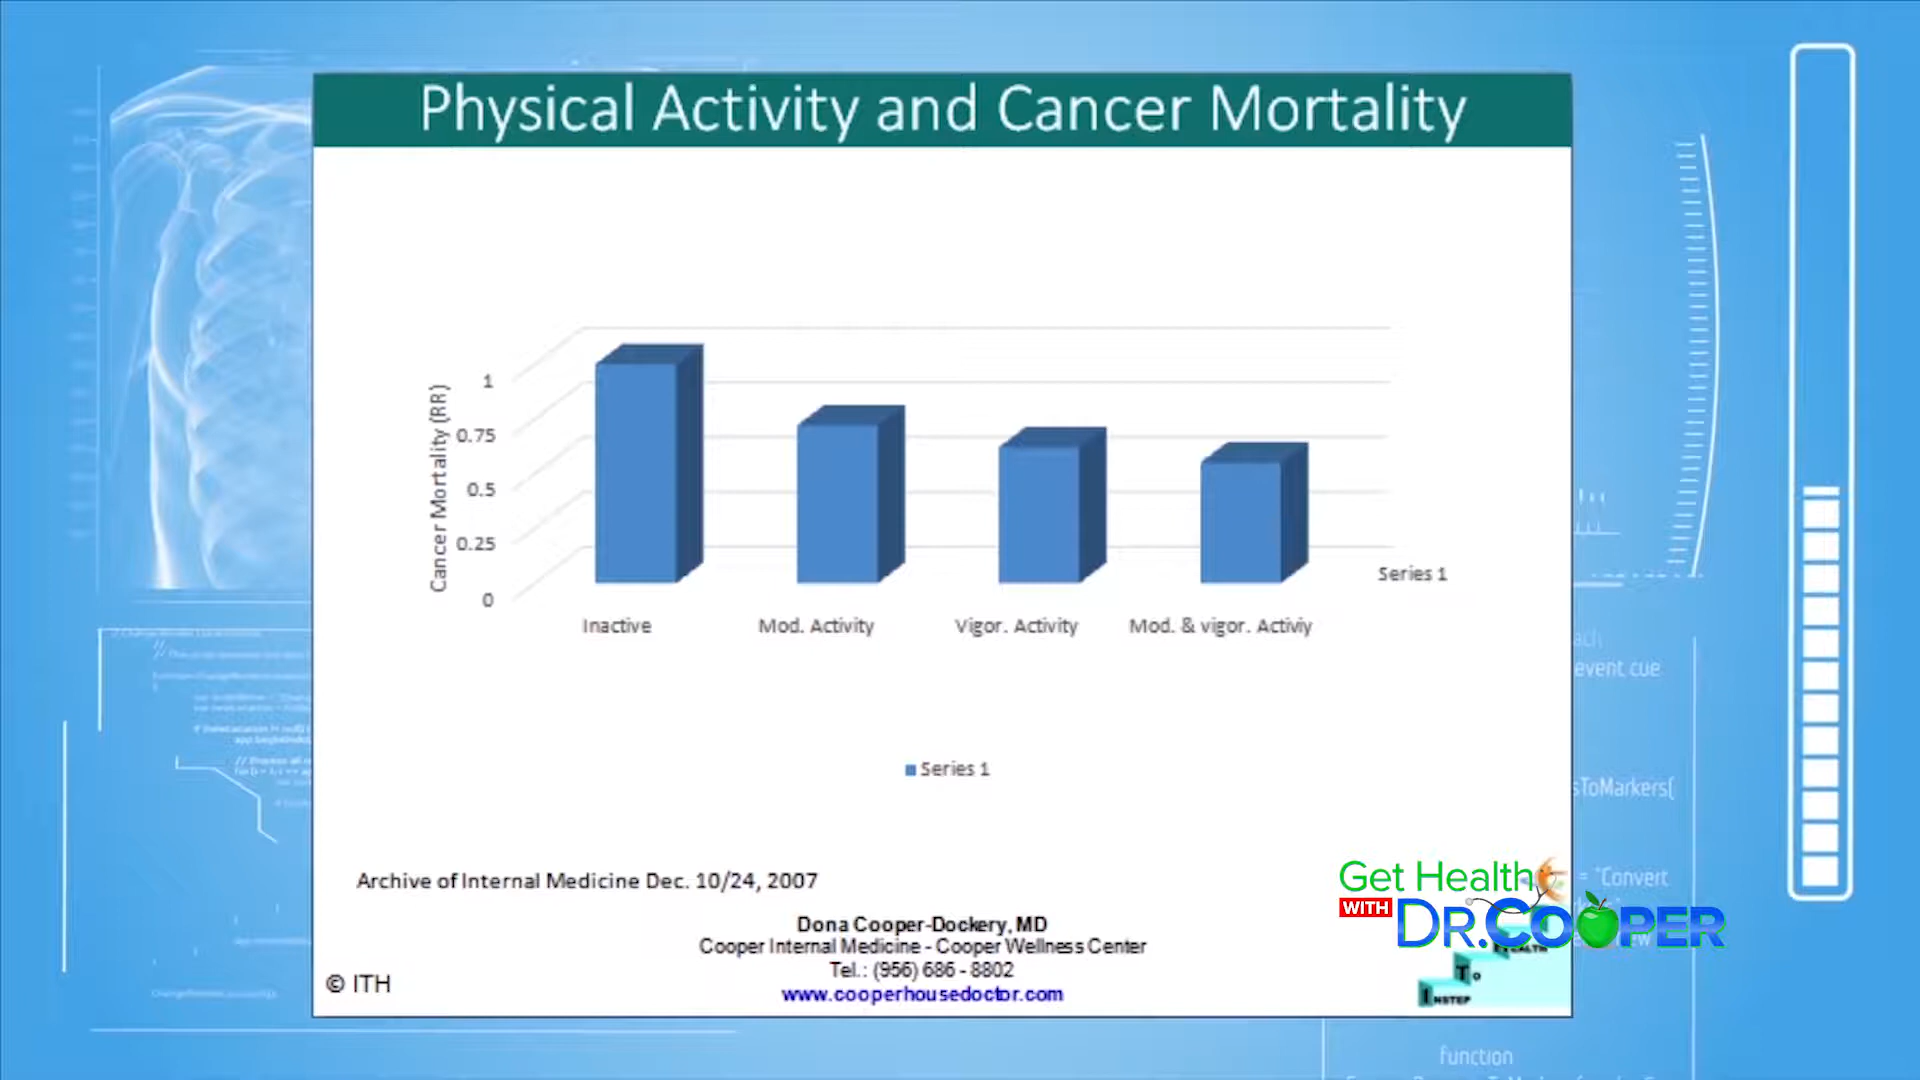 Physical Activity and Cancer Mortality
Cancer Mortality (RR)
1
0.75
0.5
0.25
0
Inactive
Mod. Activity
Vigor. Activity
Mod. & vigor. Activiy
Series 1
Series 1
Archive of Internal Medicine Dec. 10/24, 2007
Dona Cooper-Dockery, MD
Cooper Internal Medicine - Cooper Wellness Center
Tel.: (956) 686 - 8802
www.cooperhousedoctor.com
© ITH
Get Health
WITH DR. COOPER
To
INSTEP
event cue
sToMarkers(
= "Convert
function